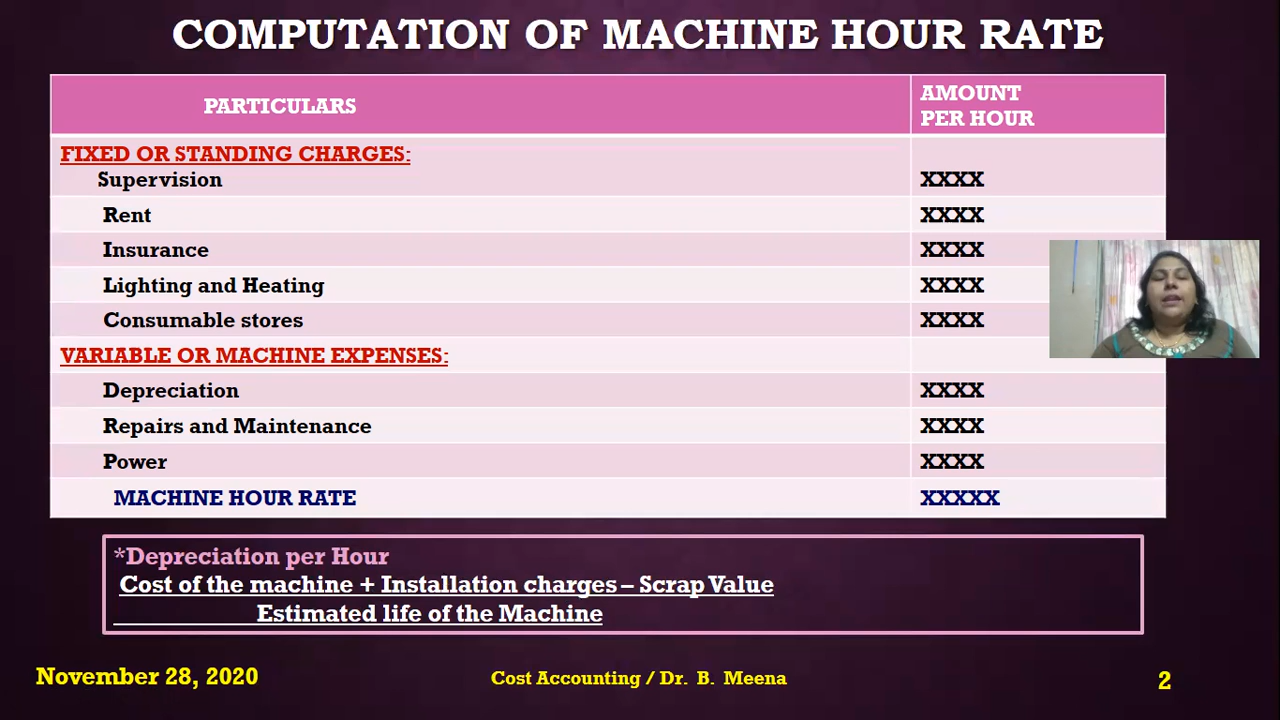 COMPUTATION OF MACHINE HOUR RATE
PARTICULARS
AMOUNT
PER HOUR
FIXED OR STANDING CHARGES:
Supervision XXXX
Rent XXXX
Insurance XXXX
Lighting and Heating XXXX
Consumable stores XXXX
VARIABLE OR MACHINE EXPENSES:
Depreciation XXXX
Repairs and Maintenance XXXX
Power XXXX
MACHINE HOUR RATE XXXXX
*Depreciation per Hour
Cost of the machine + Installation charges – Scrap Value
Estimated life of the Machine
November 28, 2020 Cost Accounting / Dr. B. Meena 2